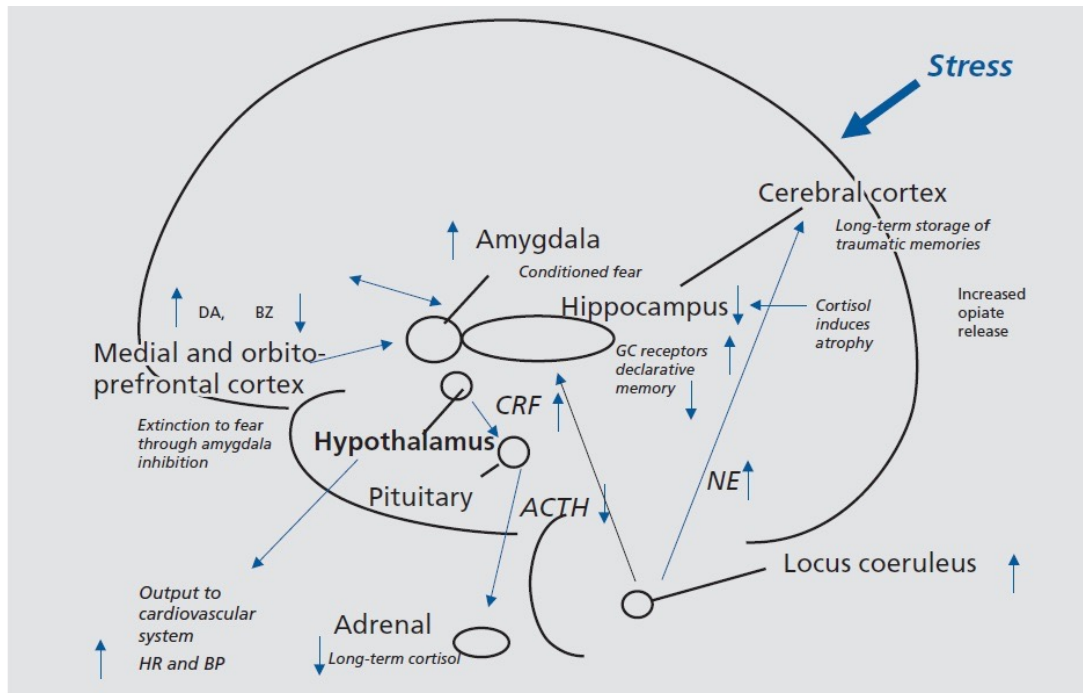 Stress
Cerebral cortex
Long-term storage of
traumatic memories
Amygdala
Conditioned fear
Hippocampus
Cortisol
induces
atrophy
Increased
opiate
release
DA, BZ
Medial and orbito-
prefrontal cortex
Extinction to fear
through amygdala
inhibition
GC receptors
declarative
memory
CRF
Hypothalamus
Pituitary
ACTH
NE
Locus coeruleus
Output to
cardiovascular
system
HR and BP
Adrenal
Long-term cortisol